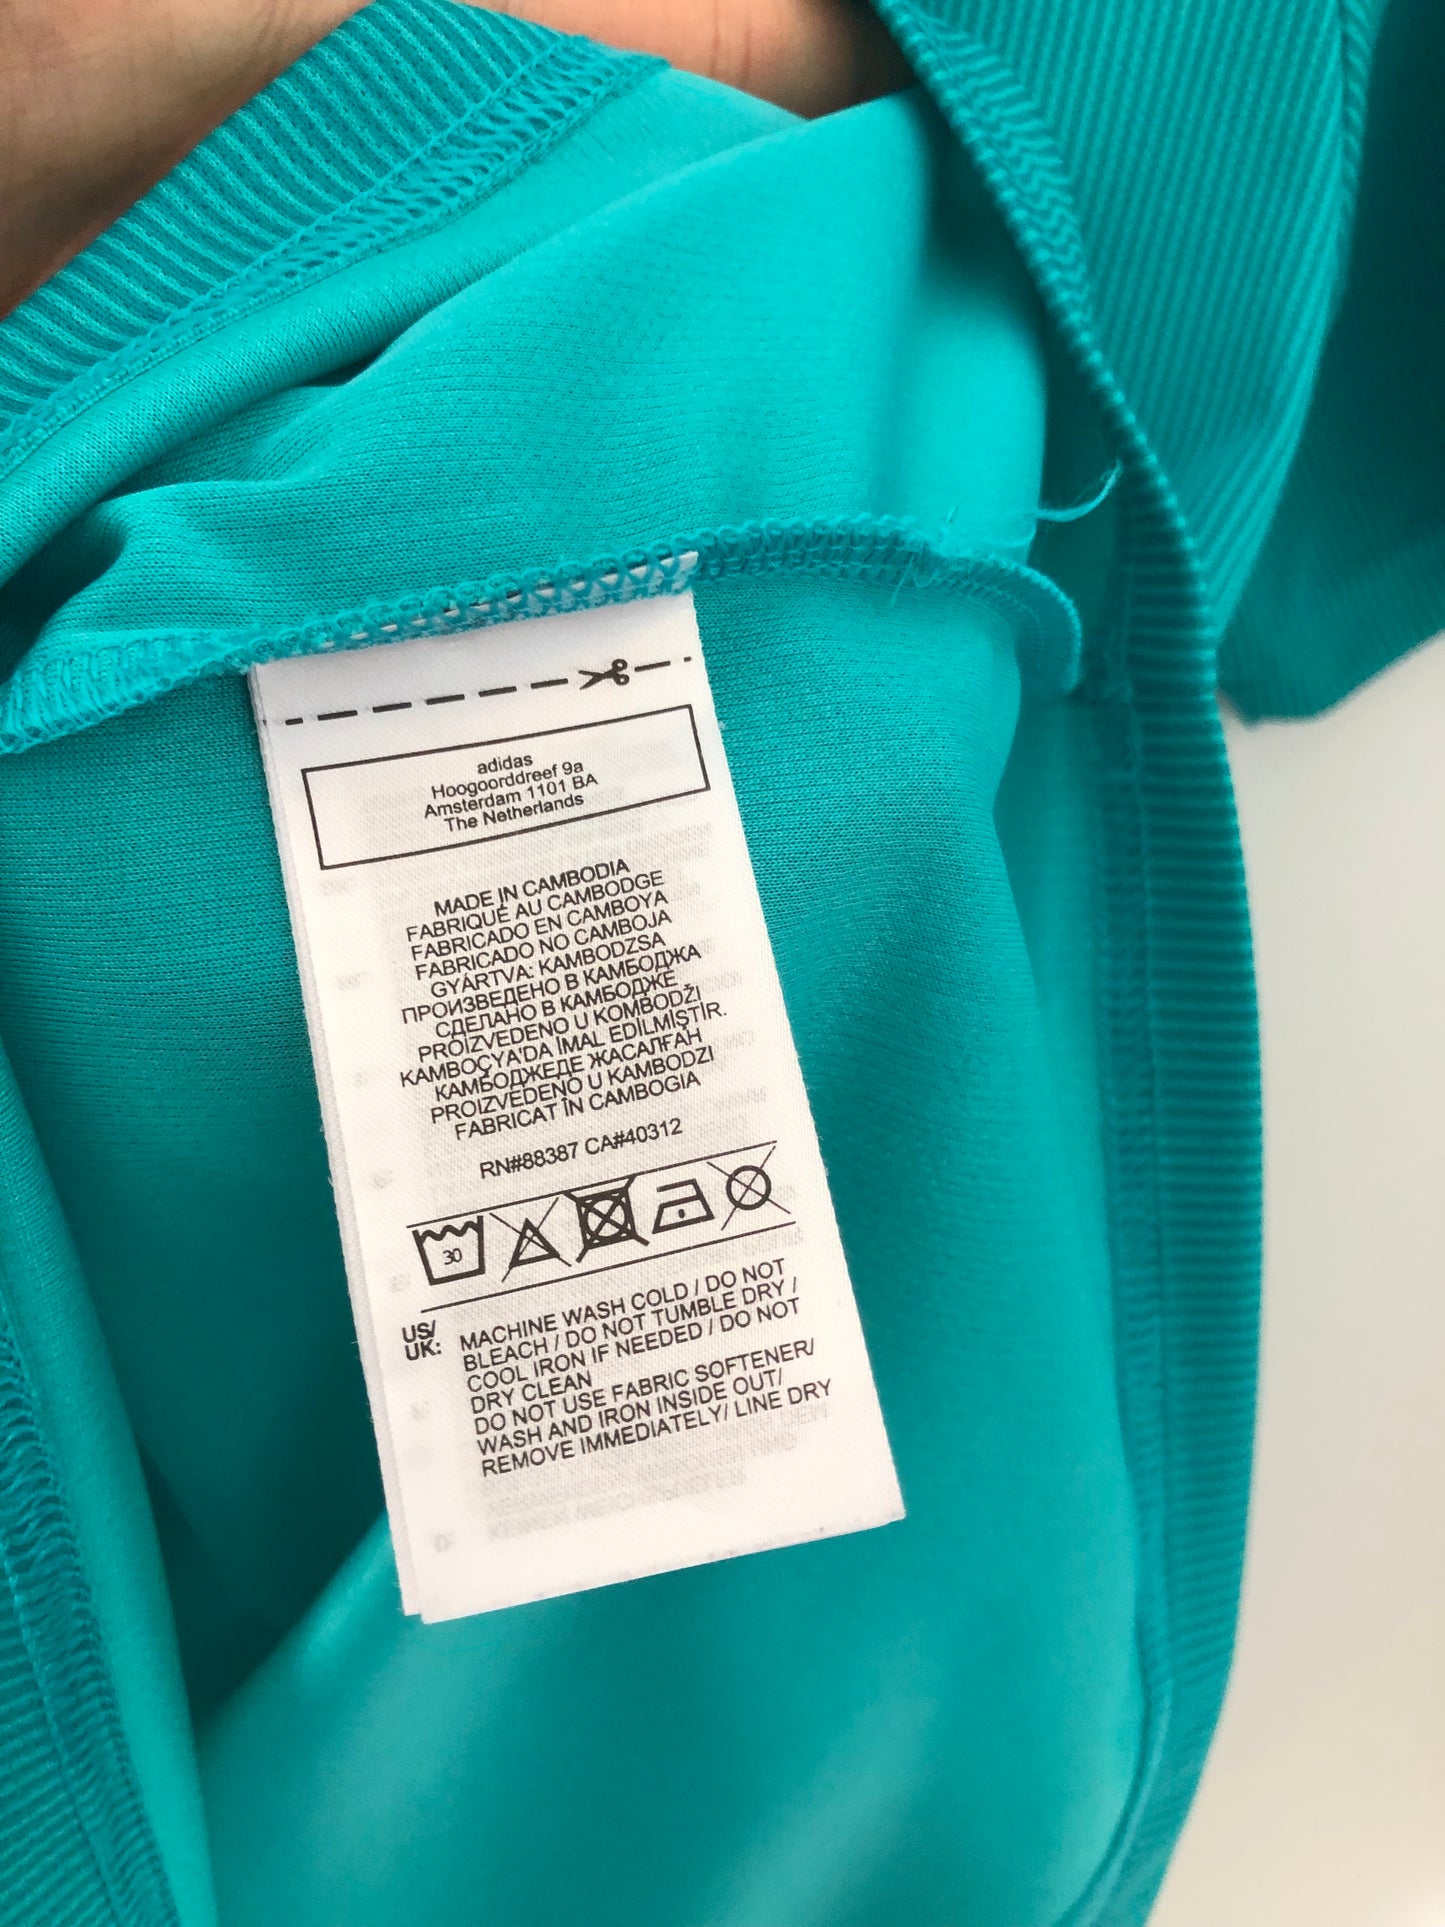 adidas
Hoogoorddreef 9a
Amsterdam 1101 BA
The Netherlands
MADE IN CAMBODIA
FABRIQUÉ AU CAMBODGE
FABRICADO EN CAMBOYA
FABRICADO NO CAMBOJA
GYÁRTVA: KAMBODZSA
ПРОИЗВЕДЕНО В КАМБОДЖА
СДЕЛАНО В КАМБОДЖЕ
PROIZVEDENO U KOMBODŽI
KAMBOÇYA'DA İMAL EDİLMİŞTİR.
КАМБОДЖЕДЕ ЖАСАЛҒАН
PROIZVEDENO U KAMBODZI
FABRICAT ÎN CAMBOGIA
RN#88387 CA#40312
30
US/
UK:
MACHINE WASH COLD / DO NOT
BLEACH / DO NOT TUMBLE DRY /
COOL IRON IF NEEDED / DO NOT
DRY CLEAN
DO NOT USE FABRIC SOFTENER/
WASH AND IRON INSIDE OUT/
REMOVE IMMEDIATELY/ LINE DRY